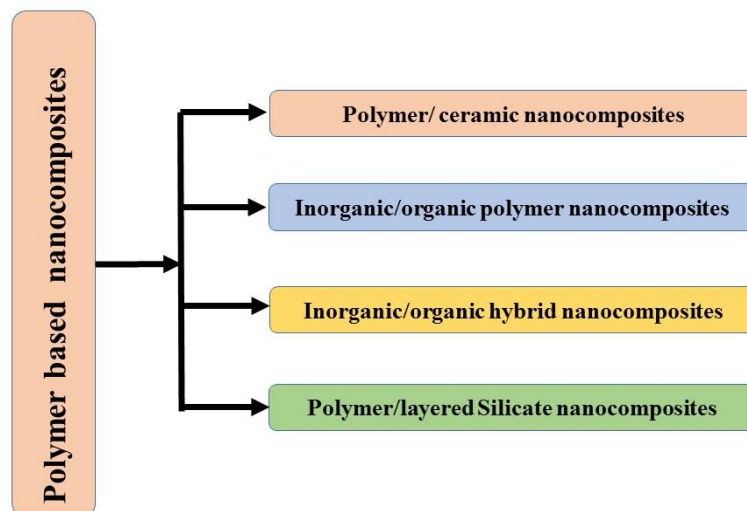 Polymer based nanocomposites
Polymer/ ceramic nanocomposites
Inorganic/organic polymer nanocomposites
Inorganic/organic hybrid nanocomposites
Polymer/layered Silicate nanocomposites